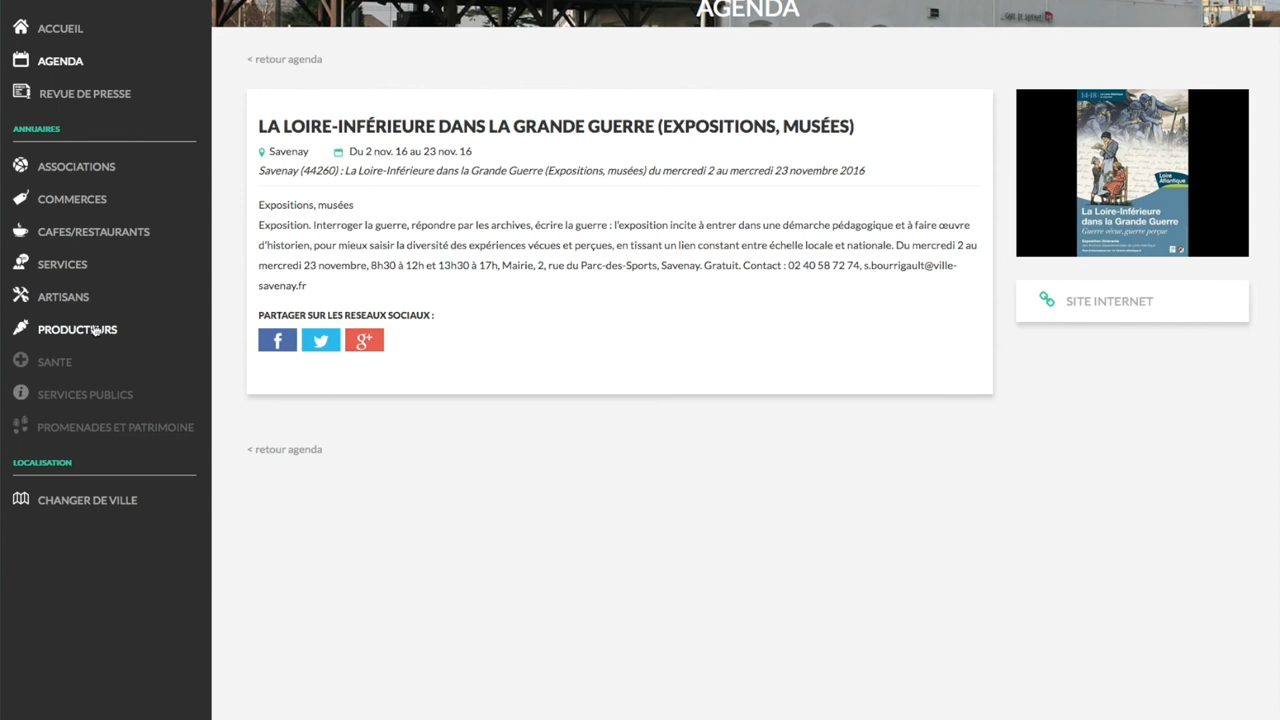 AGENDA
ACCUEIL
AGENDA
REVUE DE PRESSE
ANNUAIRES
ASSOCIATIONS
COMMERCES
CAFES/RESTAURANTS
SERVICES
ARTISANS
PRODUCTEURS
SANTE
SERVICES PUBLICS
PROMENADES ET PATRIMOINE
LOCALISATION
CHANGER DE VILLE
< retour agenda
LA LOIRE-INFÉRIEURE DANS LA GRANDE GUERRE (EXPOSITIONS, MUSÉES)
Savenay Du 2 nov. 16 au 23 nov. 16
Savenay (44260) : La Loire-Inférieure dans la Grande Guerre (Expositions, musées) du mercredi 2 au mercredi 23 novembre 2016
Expositions, musées
Exposition. Interroger la guerre, répondre par les archives, écrire la guerre : l'exposition incite à entrer dans une démarche pédagogique et à faire œuvre
d'historien, pour mieux saisir la diversité des expériences vécues et perçues, en tissant un lien constant entre échelle locale et nationale. Du mercredi 2 au
mercredi 23 novembre, 8h30 à 12h et 13h30 à 17h, Mairie, 2, rue du Parc-des-Sports, Savenay. Gratuit. Contact : 02 40 58 72 74, s.bourrigault@ville-
savenay.fr
PARTAGER SUR LES RESEAUX SOCIAUX :
< retour agenda
14-18
Loire
Atlantique
La Loire-Inférieure
dans la Grande Guerre
Guerre vécue, guerre perçue
SITE INTERNET